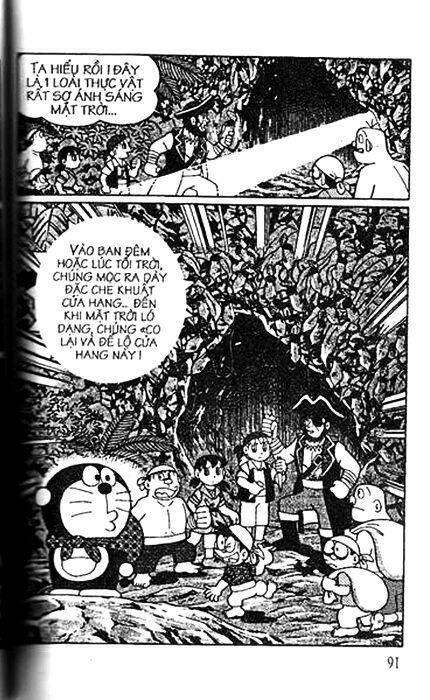 TA HIỂU RỒI ! ĐÂY
LÀ 1 LOÀI THỰC VẬT
RẤT SỢ ÁNH SÁNG
MẶT TRỜI...
VÀO BAN ĐÊM
HOẶC LÚC TỐI TRỜI,
CHÚNG MỌC RA DÀY
ĐẶC CHE KHUẤT
CỬA HANG... ĐẾN
KHI MẶT TRỜI LÓ
DẠNG, CHÚNG «CO
LẠI VÀ ĐỂ LỘ CỬA
HANG NÀY !
91